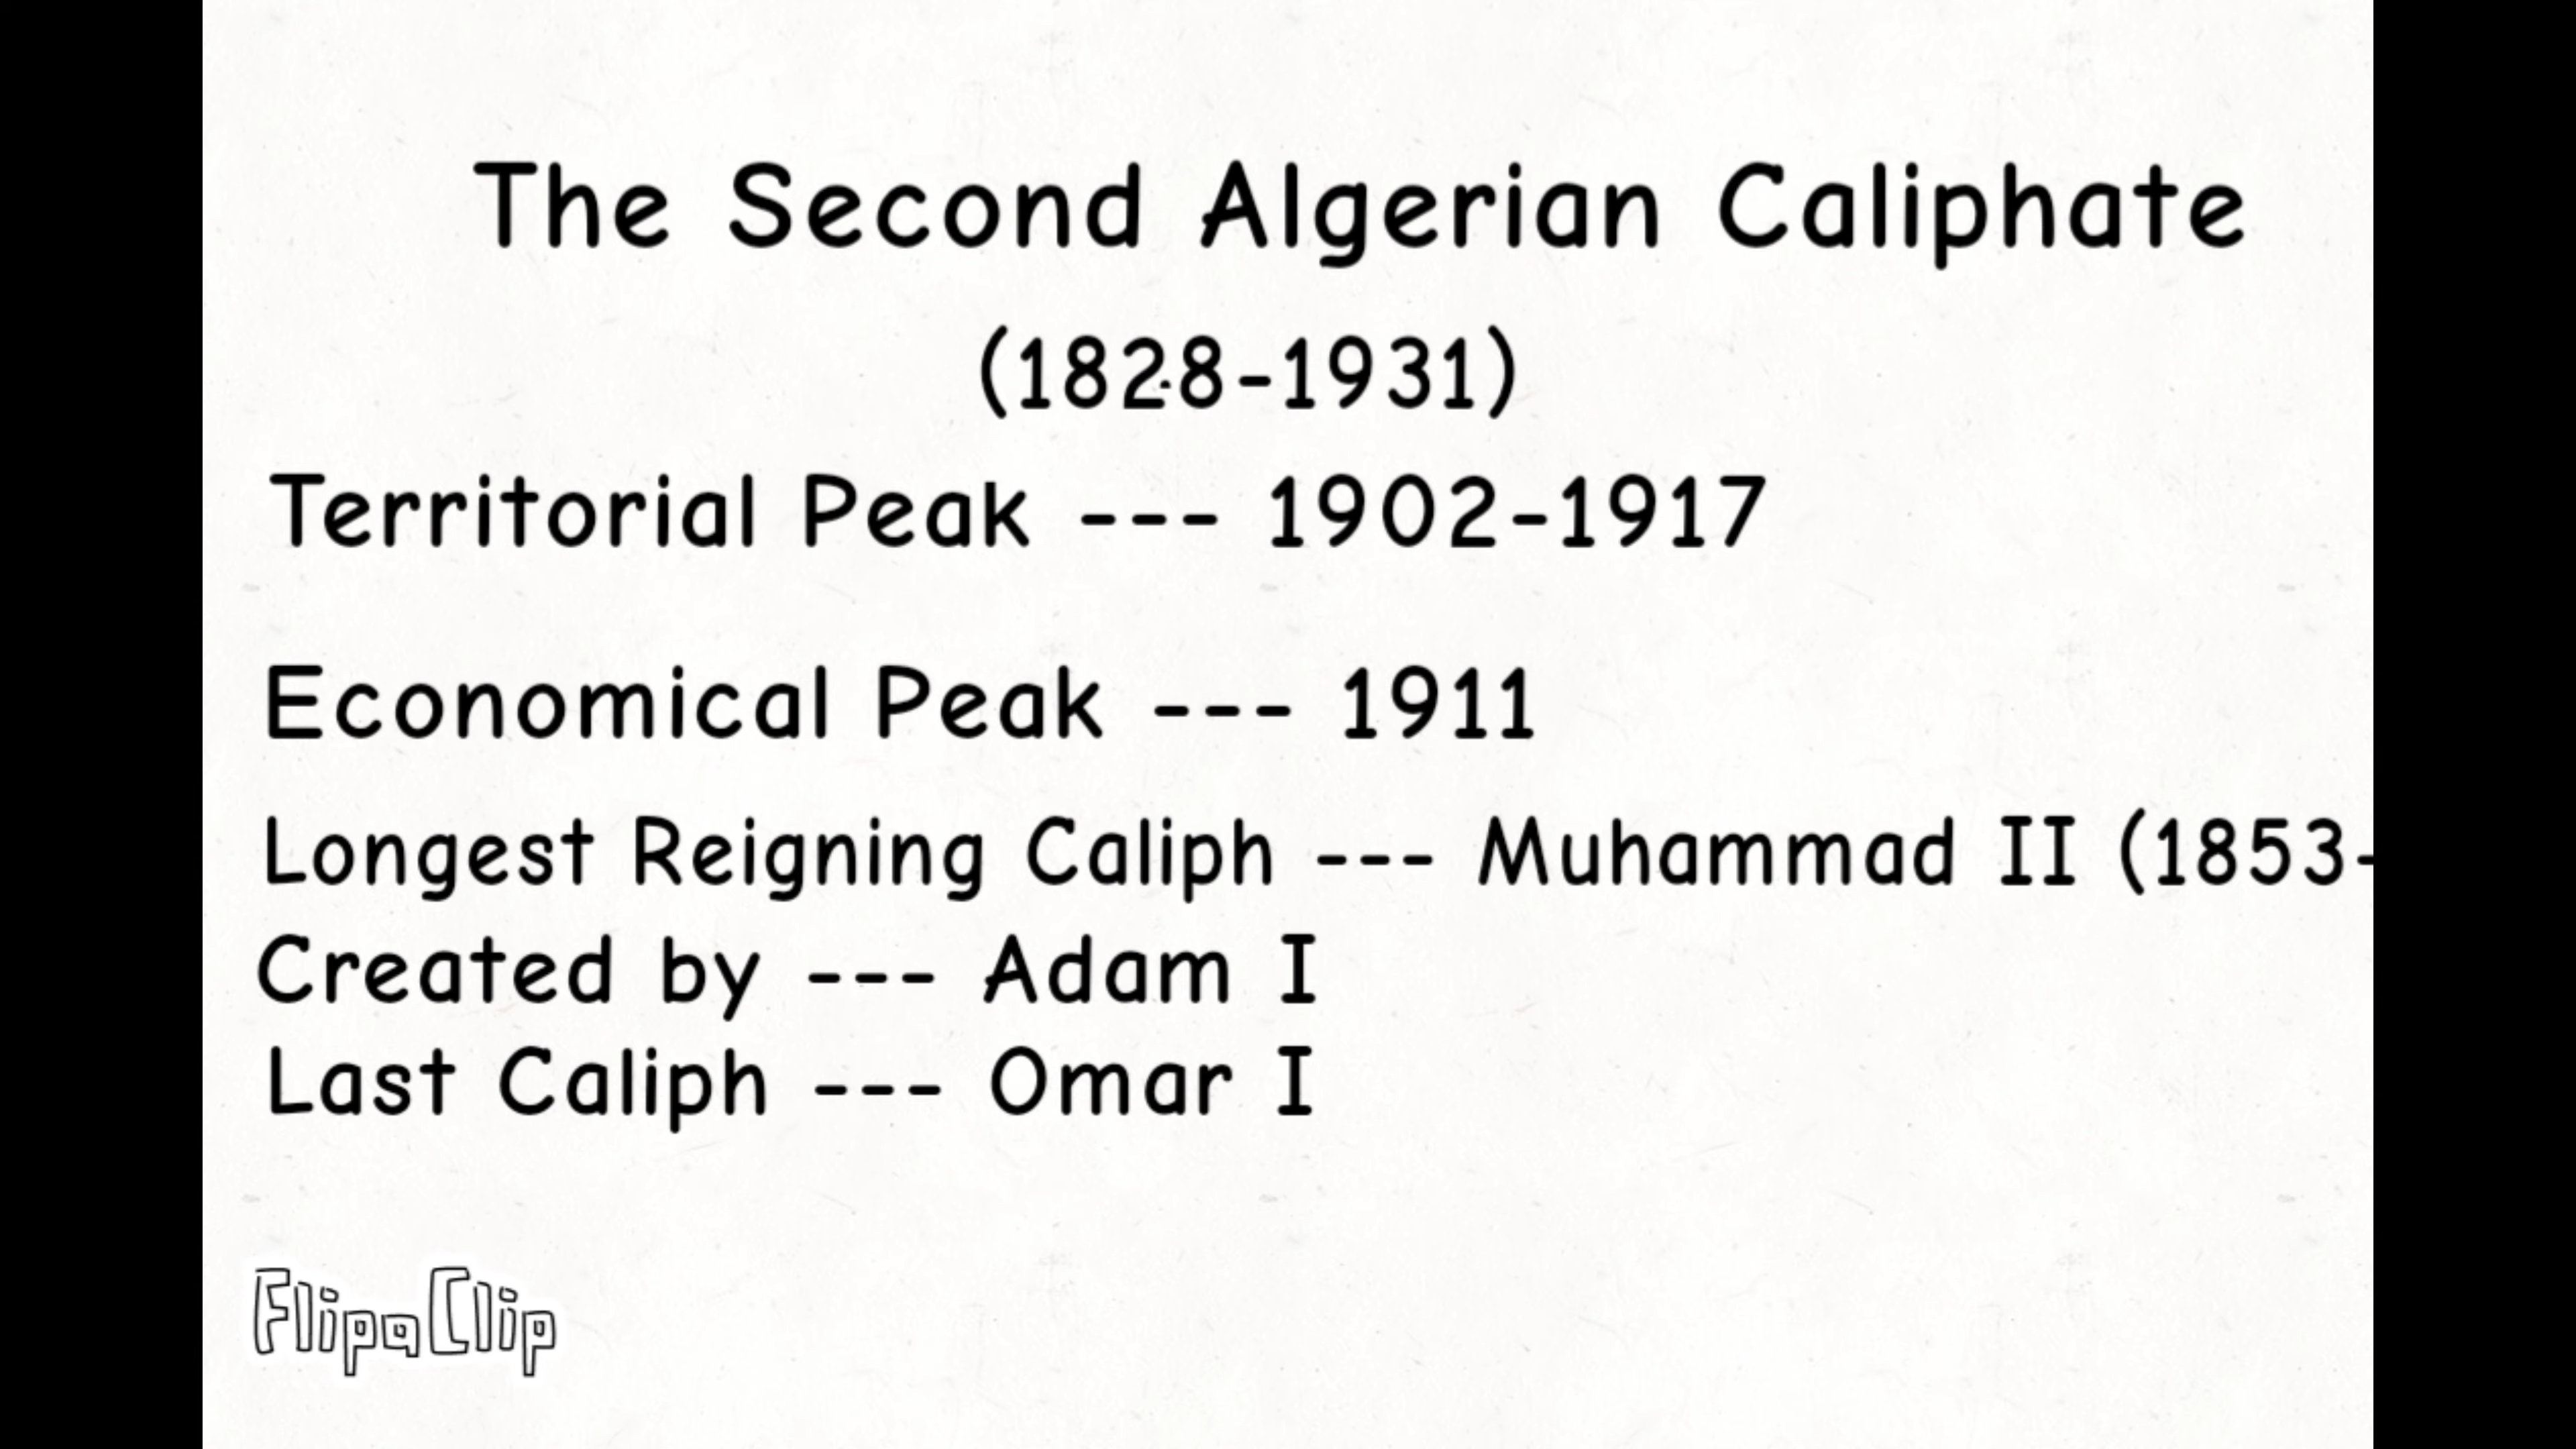 The Second Algerian Caliphate
(1828-1931)
Territorial Peak --- 1902-1917
Economical Peak --- 1911
Longest Reigning Caliph --- Muhammad II (1853-
Created by --- Adam I
Last Caliph --- Omar I
FlipaClip